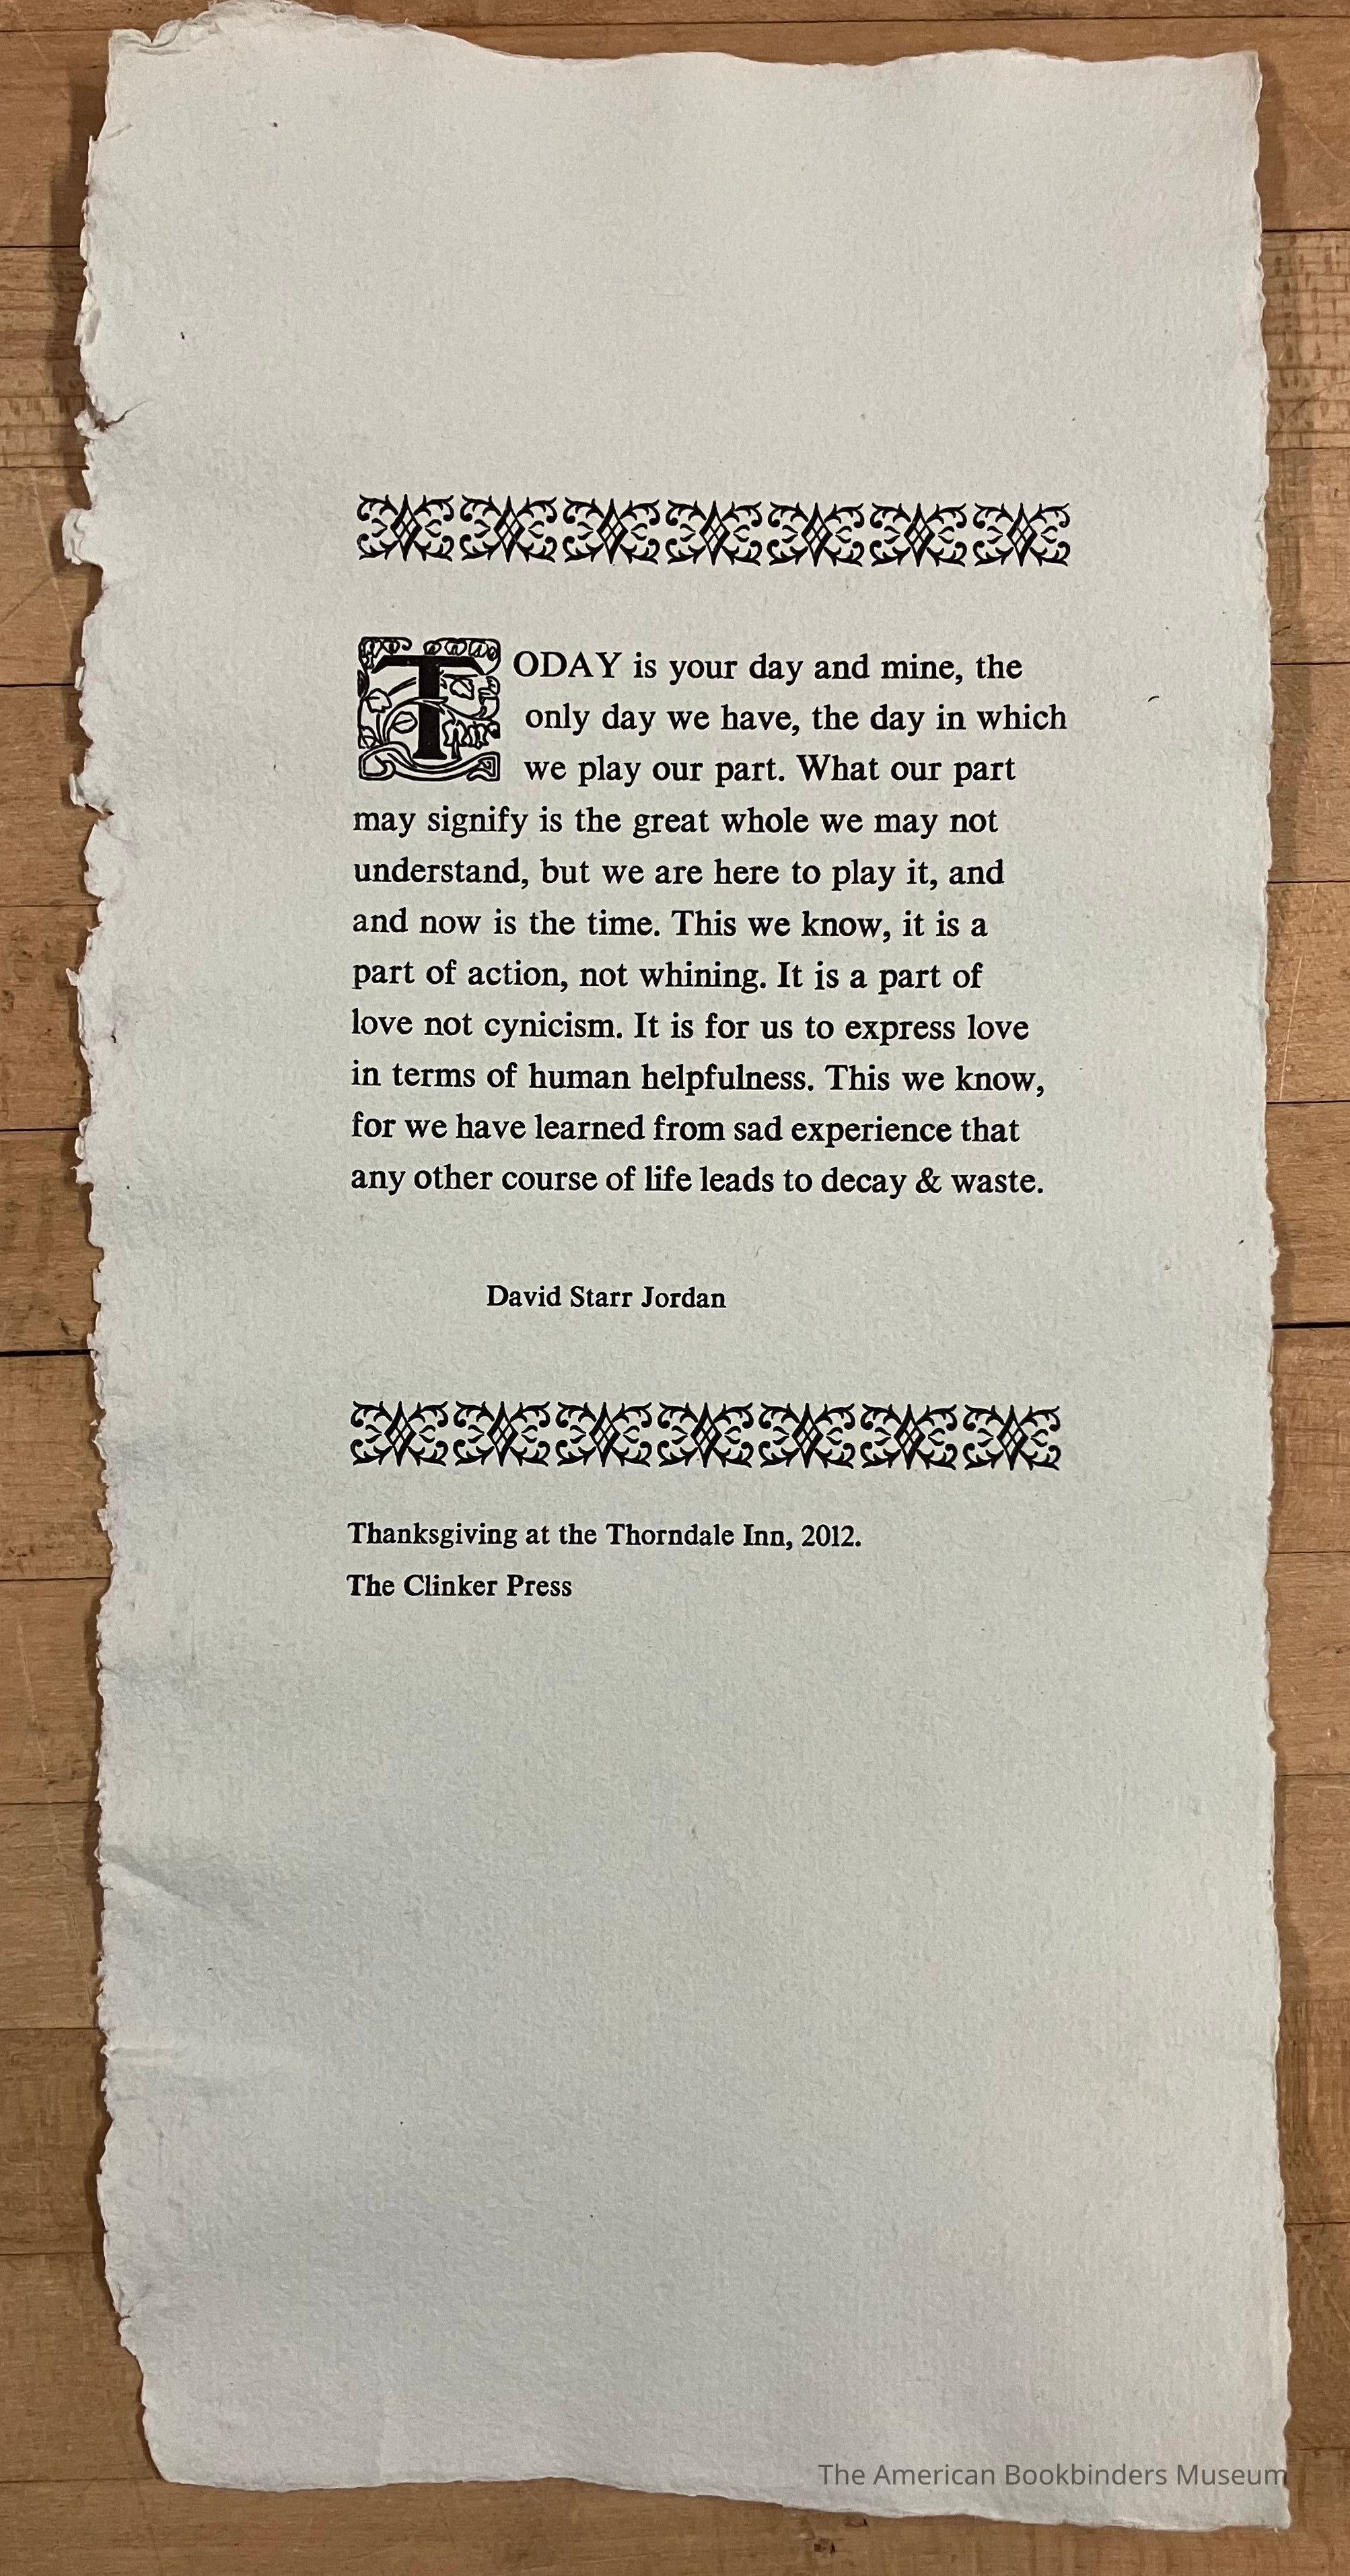 TODAY is your day and mine, the
only day we have, the day in which
we play our part. What our part
may signify is the great whole we may not
understand, but we are here to play it, and
and now is the time. This we know, it is a
part of action, not whining. It is a part of
love not cynicism. It is for us to express love
in terms of human helpfulness. This we know,
for we have learned from sad experience that
any other course of life leads to decay & waste.
David Starr Jordan
Thanksgiving at the Thorndale Inn, 2012.
The Clinker Press
The American Bookbinders Museum